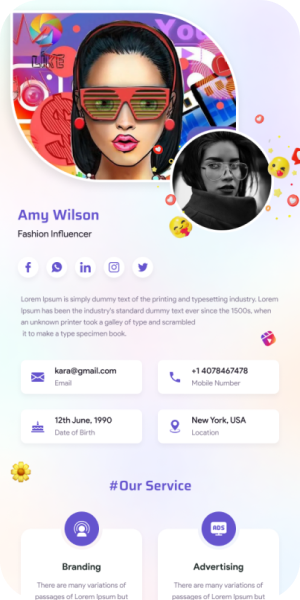 You
LIKE
Amy Wilson
Fashion Influencer
Lorem Ipsum is simply dummy text of the printing and typesetting industry. Lorem
Ipsum has been the industry's standard dummy text ever since the 1500s, when
an unknown printer took a galley of type and scrambled
it to make a type specimen book.
kara@gmail.com
Email
+1 4078467478
Mobile Number
12th June, 1990
Date of Birth
New York, USA
Location
#Our Service
ADS
Branding
There are many variations of
passages of Lorem Ipsum but
Advertising
There are many variations of
passages of Lorem Ipsum but